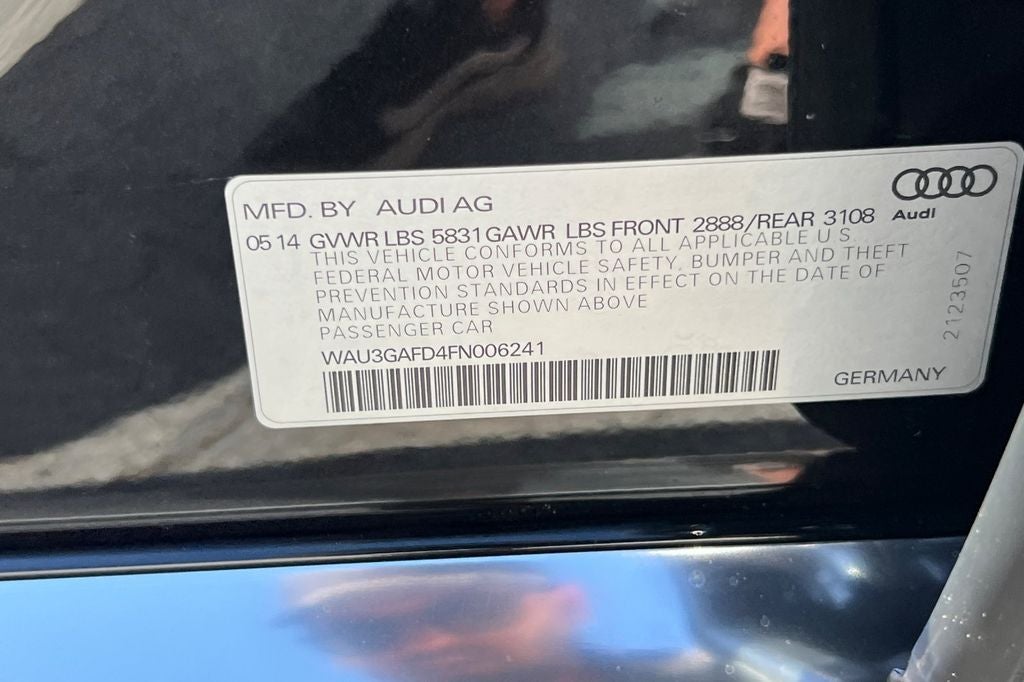 MFD. BY AUDI AG
Audi
05 14 GVWR LBS 5831 GAWR LBS FRONT 2888/REAR 3108
THIS VEHICLE CONFORMS TO ALL APPLICABLE U S
FEDERAL MOTOR VEHICLE SAFETY, BUMPER AND THEFT
PREVENTION STANDARDS IN EFFECT ON THE DATE OF
MANUFACTURE SHOWN ABOVE
PASSENGER CAR
WAU3GAFD4FN006241
GERMANY
2123507